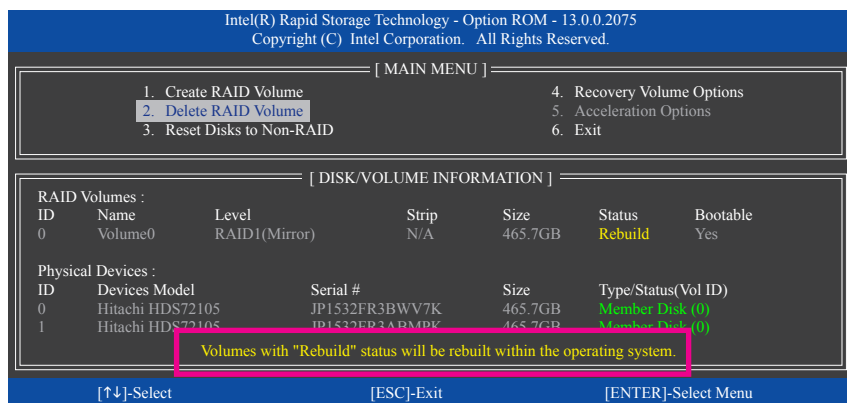 Intel(R) Rapid Storage Technology - Option ROM - 13.0.0.2075
Copyright (C) Intel Corporation. All Rights Reserved.
[ MAIN MENU ]
1. Create RAID Volume 4. Recovery Volume Options
2. Delete RAID Volume 5. Acceleration Options
3. Reset Disks to Non-RAID 6. Exit
[ DISK/VOLUME INFORMATION ]
RAID Volumes :
ID Name Level Strip Size Status Bootable
0 Volume0 RAID1(Mirror) N/A 465.7GB Rebuild Yes
Physical Devices :
ID Devices Model Serial # Size Type/Status(Vol ID)
0 Hitachi HDS72105 JP1532FR3BWV7K 465.7GB Member Disk (0)
1 Hitachi HDS72105 JP1532FR3ABMPK 465.7GB Member Disk (0)
Volumes with "Rebuild" status will be rebuilt within the operating system.
[↑↓]-Select [ESC]-Exit [ENTER]-Select Menu